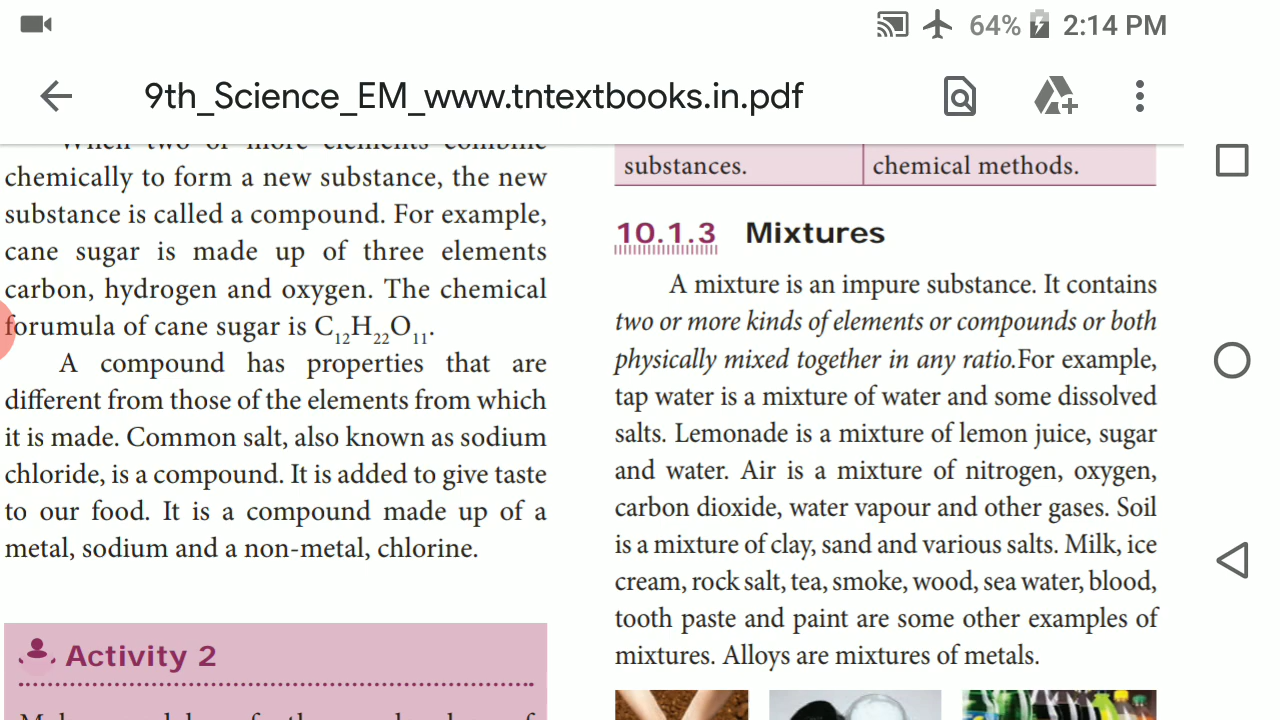 64% 2:14 PM
9th_Science_EM_www.tntextbooks.in.pdf
When two or more elements combine
chemically to form a new substance, the new
substance is called a compound. For example,
cane sugar is made up of three elements
carbon, hydrogen and oxygen. The chemical
forumula of cane sugar is C₁₂H₂₂O₁₁.
A compound has properties that are
different from those of the elements from which
it is made. Common salt, also known as sodium
chloride, is a compound. It is added to give taste
to our food. It is a compound made up of a
metal, sodium and a non-metal, chlorine.
Activity 2
substances. chemical methods.
10.1.3 Mixtures
A mixture is an impure substance. It contains
two or more kinds of elements or compounds or both
physically mixed together in any ratio.For example,
tap water is a mixture of water and some dissolved
salts. Lemonade is a mixture of lemon juice, sugar
and water. Air is a mixture of nitrogen, oxygen,
carbon dioxide, water vapour and other gases. Soil
is a mixture of clay, sand and various salts. Milk, ice
cream, rock salt, tea, smoke, wood, sea water, blood,
tooth paste and paint are some other examples of
mixtures. Alloys are mixtures of metals.